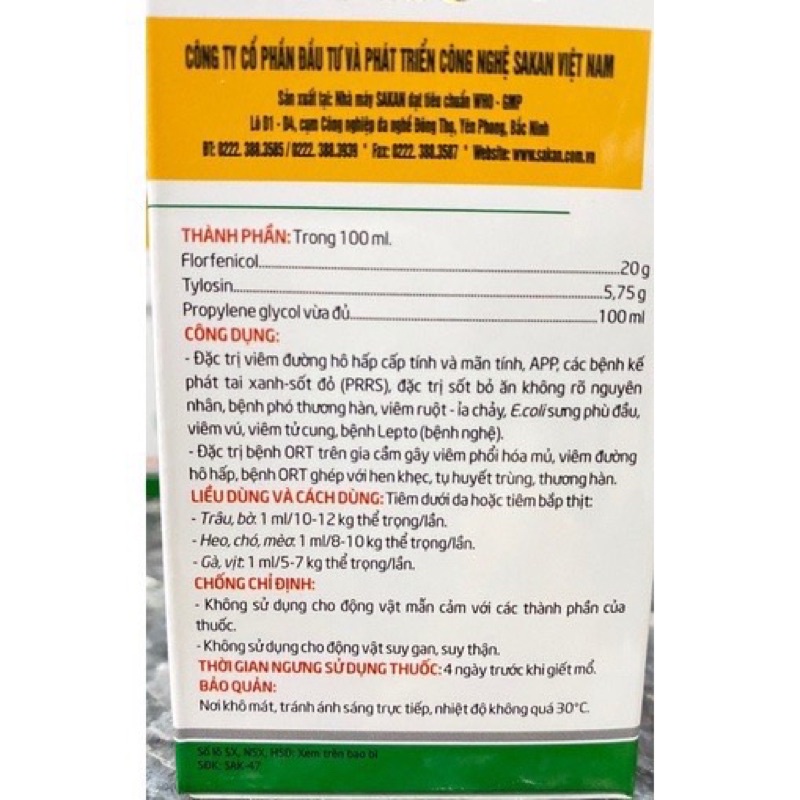 CÔNG TY CỔ PHẦN ĐẦU TƯ VÀ PHÁT TRIỂN CÔNG NGHỆ SAKAN VIỆT NAM
Sản xuất tại: Nhà máy SAKAN đạt tiêu chuẩn WHO - GMP
Lô D1 - D4, cụm Công nghiệp đa nghề Đông Thọ, Yên Phong, Bắc Ninh
ĐT: 0222. 388.3585 / 0222. 388.3939 * Fax: 0222. 388.3587 * Website: www.sakan.com.vn
THÀNH PHẦN: Trong 100 ml.
Florfenicol....................20 g
Tylosin....................5,75 g
Propylene glycol vừa đủ....................100 ml
CÔNG DỤNG:
- Đặc trị viêm đường hô hấp cấp tính và mãn tính, APP, các bệnh kế
phát tai xanh-sốt đỏ (PRRS), đặc trị sốt bỏ ăn không rõ nguyên
nhân, bệnh phó thương hàn, viêm ruột - ỉa chảy, E.coli sưng phù đầu,
viêm vú, viêm tử cung, bệnh Lepto (bệnh nghệ).
- Đặc trị bệnh ORT trên gia cầm gây viêm phổi hóa mủ, viêm đường
hô hấp, bệnh ORT ghép với hen khẹc, tụ huyết trùng, thương hàn.
LIỀU DÙNG VÀ CÁCH DÙNG: Tiêm dưới da hoặc tiêm bắp thịt:
- Trâu, bò: 1 ml/10-12 kg thể trọng/lần.
- Heo, chó, mèo: 1 ml/8-10 kg thể trọng/lần.
- Gà, vịt: 1 ml/5-7 kg thể trọng/lần.
CHỐNG CHỈ ĐỊNH:
- Không sử dụng cho động vật mẫn cảm với các thành phần của
thuốc.
- Không sử dụng cho động vật suy gan, suy thận.
THỜI GIAN NGƯNG SỬ DỤNG THUỐC: 4 ngày trước khi giết mổ.
BẢO QUẢN:
Nơi khô mát, tránh ánh sáng trực tiếp, nhiệt độ không quá 30°C.
Số lô SX, NSX, HSD: Xem trên bao bì
SĐK: SAK-47